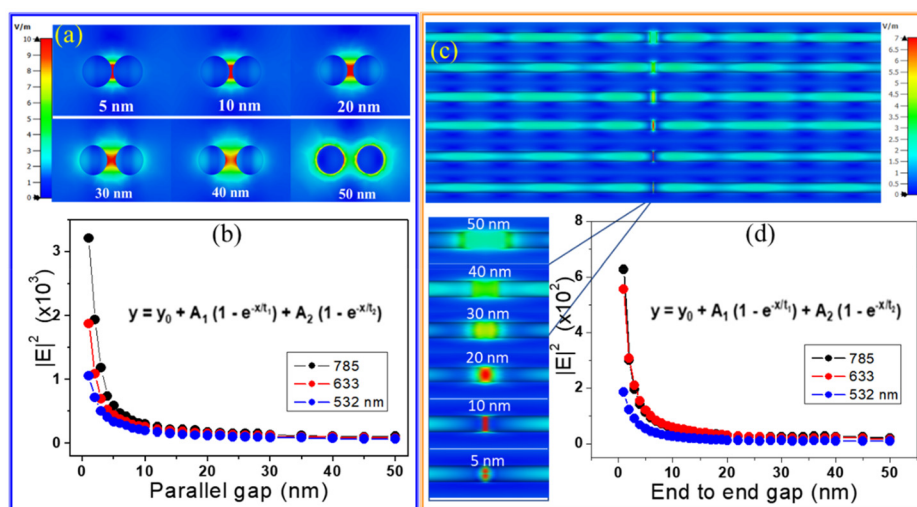 V/m
10
9
8
7
6
5
4
3
2
1
0
(a)
5 nm
10 nm
20 nm
30 nm
40 nm
50 nm
(b)
y = y₀ + A₁ (1 - e^-x/t₁) + A₂ (1 - e^-x/t₂)
|E|² (×10³)
3
2
1
0
785
633
532 nm
0 10 20 30 40 50
Parallel gap (nm)
(c)
V/m
7
6.5
6
5.5
5
4.5
4
3.5
3
2.5
2
1.5
1
0.5
0
50 nm
40 nm
30 nm
20 nm
10 nm
5 nm
(d)
y = y₀ + A₁ (1 - e^-x/t₁) + A₂ (1 - e^-x/t₂)
|E|² (×10²)
8
6
4
2
0
785
633
532 nm
0 10 20 30 40 50
End to end gap (nm)